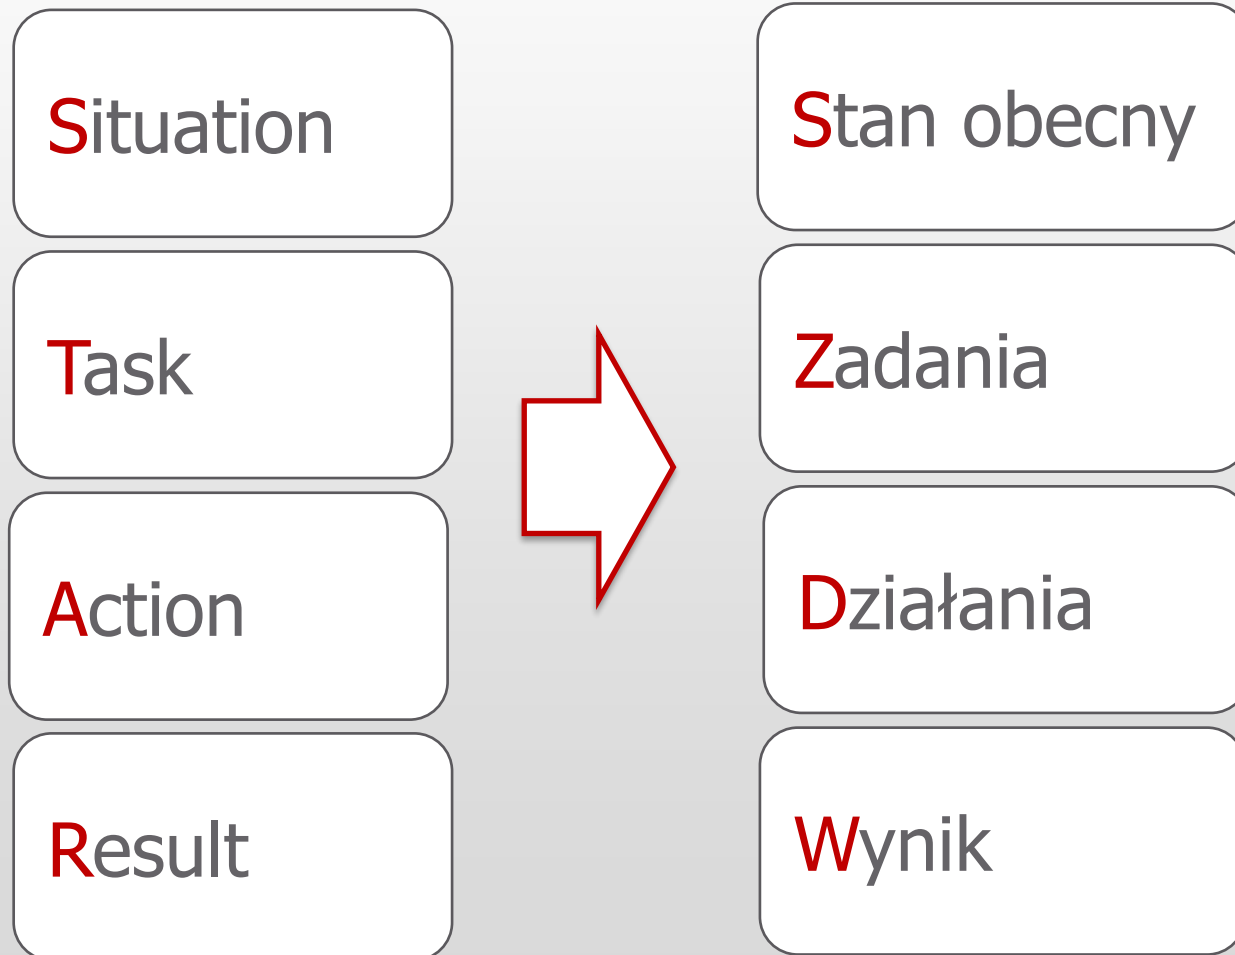 Situation
Task
Action
Result
Stan obecny
Zadania
Działania
Wynik